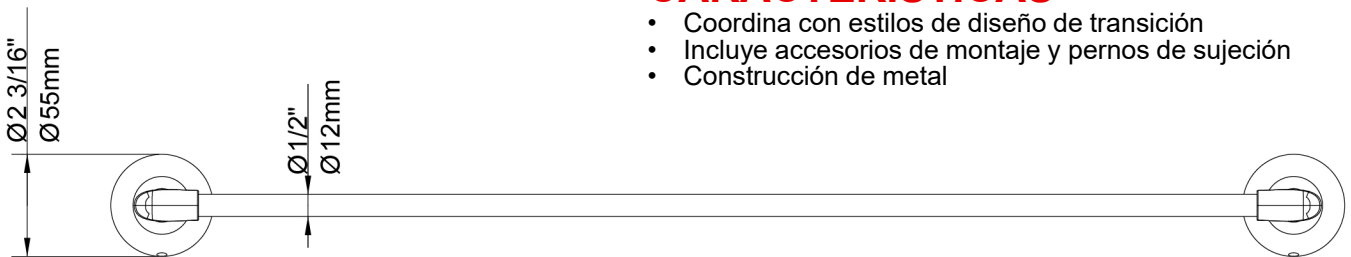 CARACTERÍSTICAS
• Coordina con estilos de diseño de transición
• Incluye accesorios de montaje y pernos de sujeción
• Construcción de metal
Ø2 3/16"
Ø55mm
Ø1/2"
Ø12mm